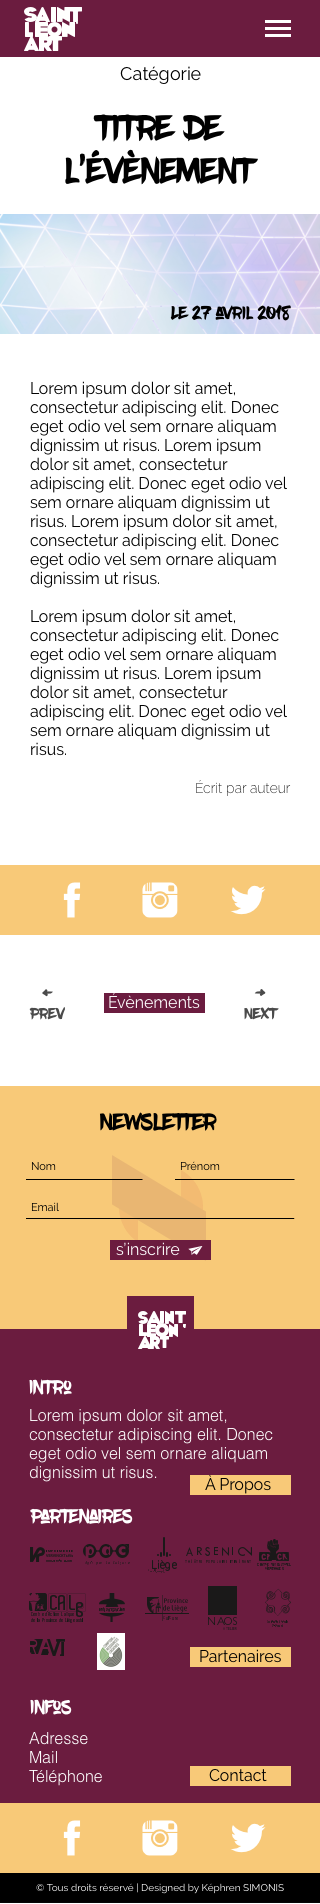 SAINT
LÉON'
ART
Catégorie
TITRE DE
L'ÉVÈNEMENT
LE 27 AVRIL 2018
Lorem ipsum dolor sit amet,
consectetur adipiscing elit. Donec
eget odio vel sem ornare aliquam
dignissim ut risus. Lorem ipsum
dolor sit amet, consectetur
adipiscing elit. Donec eget odio vel
sem ornare aliquam dignissim ut
risus. Lorem ipsum dolor sit amet,
consectetur adipiscing elit. Donec
eget odio vel sem ornare aliquam
dignissim ut risus.
Lorem ipsum dolor sit amet,
consectetur adipiscing elit. Donec
eget odio vel sem ornare aliquam
dignissim ut risus. Lorem ipsum
dolor sit amet, consectetur
adipiscing elit. Donec eget odio vel
sem ornare aliquam dignissim ut
risus.
Écrit par auteur
PREV
Évènements
NEXT
NEWSLETTER
Nom
Prénom
Email
s'inscrire
SAINT
LÉON'
ART
INTRO
Lorem ipsum dolor sit amet,
consectetur adipiscing elit. Donec
eget odio vel sem ornare aliquam
dignissim ut risus.
À Propos
PARTENAIRES
Liège
ARSENIC
NAOS
RAVI
Partenaires
INFOS
Adresse
Mail
Téléphone
Contact
© Tous droits réservé | Designed by Képhren SIMONIS